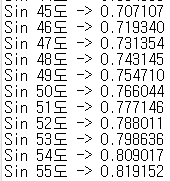 Sin 45도 -> 0.707107
Sin 46도 -> 0.719340
Sin 47도 -> 0.731354
Sin 48도 -> 0.743145
Sin 49도 -> 0.754710
Sin 50도 -> 0.766044
Sin 51도 -> 0.777146
Sin 52도 -> 0.788011
Sin 53도 -> 0.798636
Sin 54도 -> 0.809017
Sin 55도 -> 0.819152